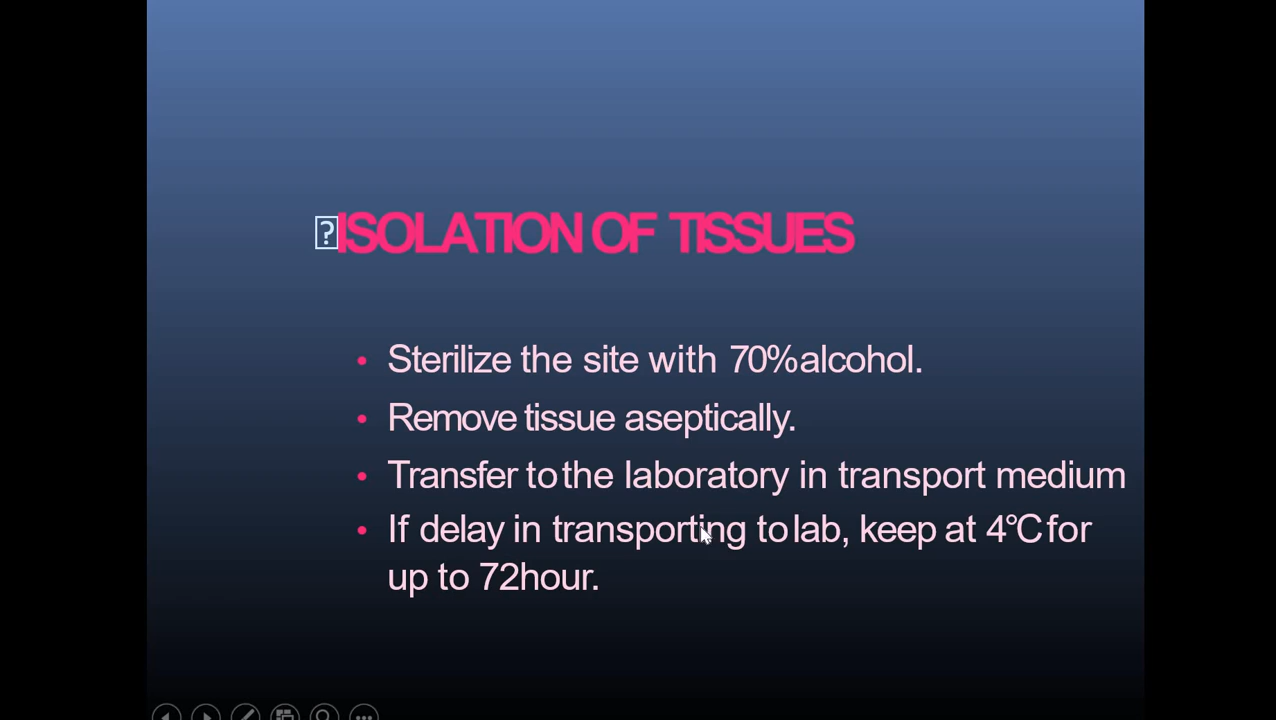 ISOLATION OF TISSUES
• Sterilize the site with 70%alcohol.
• Remove tissue aseptically.
• Transfer to the laboratory in transport medium
• If delay in transporting to lab, keep at 4℃ for
up to 72hour.